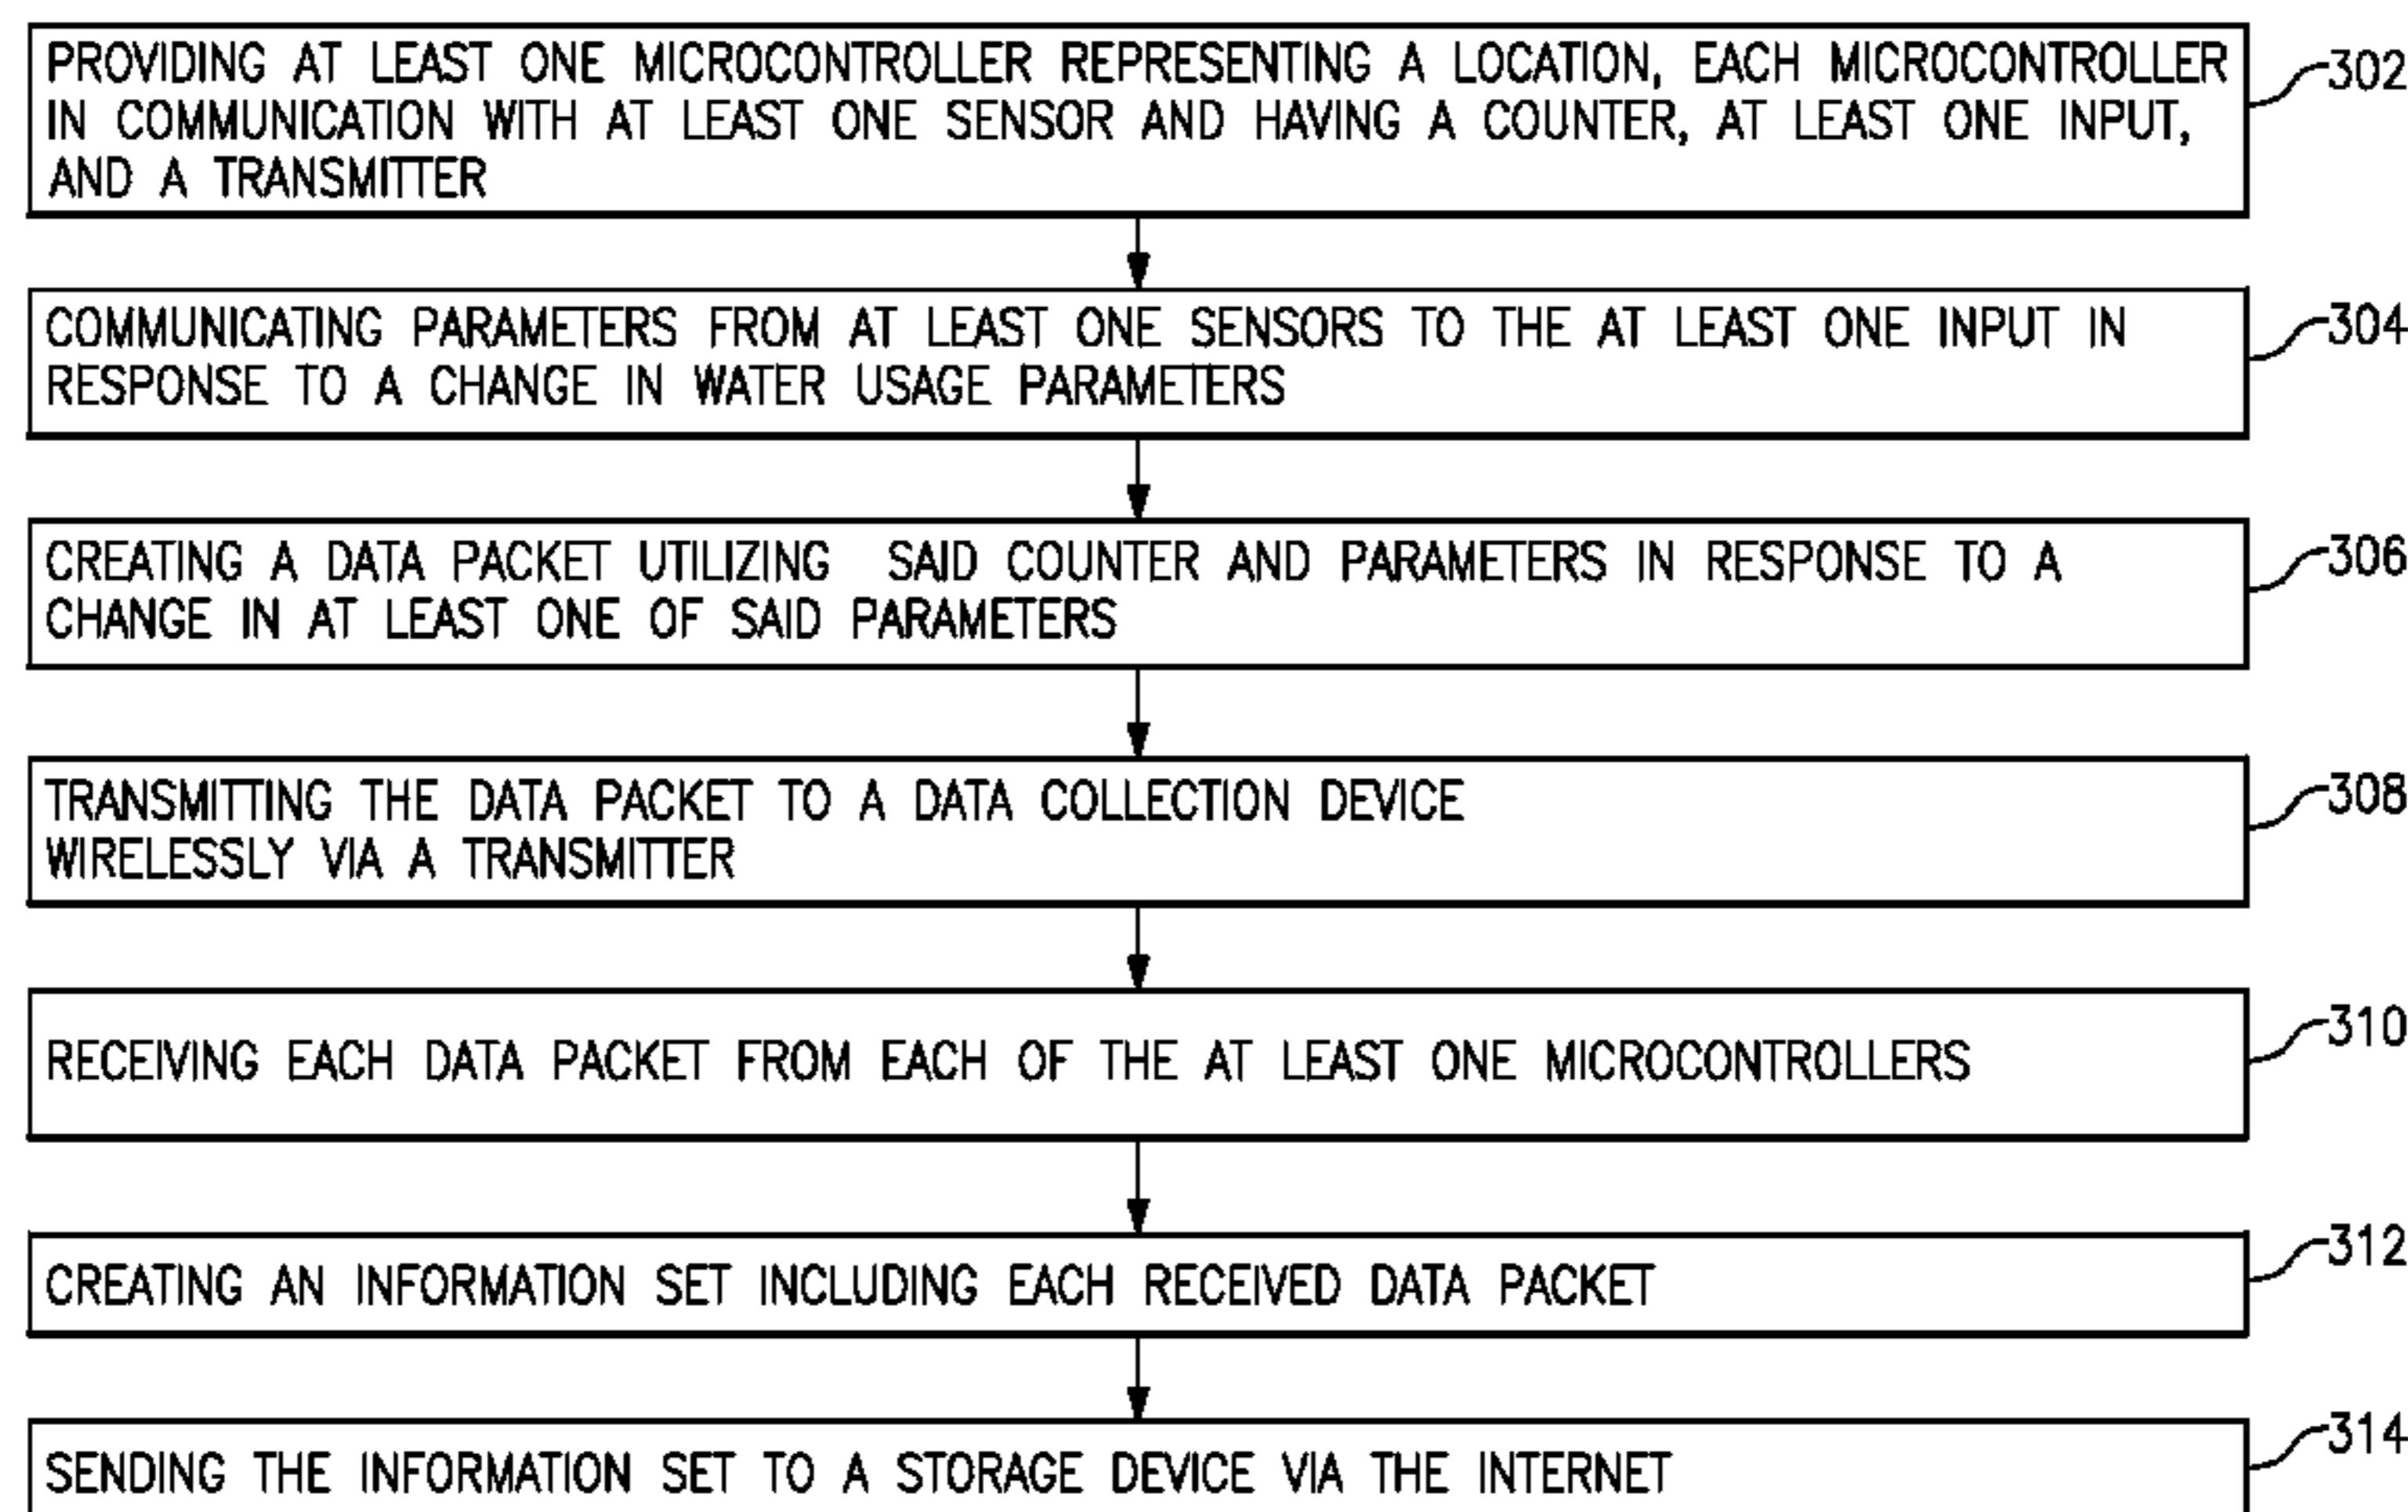 PROVIDING AT LEAST ONE MICROCONTROLLER REPRESENTING A LOCATION, EACH MICROCONTROLLER
IN COMMUNICATION WITH AT LEAST ONE SENSOR AND HAVING A COUNTER, AT LEAST ONE INPUT,
AND A TRANSMITTER
302
COMMUNICATING PARAMETERS FROM AT LEAST ONE SENSORS TO THE AT LEAST ONE INPUT IN
RESPONSE TO A CHANGE IN WATER USAGE PARAMETERS
304
CREATING A DATA PACKET UTILIZING SAID COUNTER AND PARAMETERS IN RESPONSE TO A
CHANGE IN AT LEAST ONE OF SAID PARAMETERS
306
TRANSMITTING THE DATA PACKET TO A DATA COLLECTION DEVICE
WIRELESSLY VIA A TRANSMITTER
308
RECEIVING EACH DATA PACKET FROM EACH OF THE AT LEAST ONE MICROCONTROLLERS
310
CREATING AN INFORMATION SET INCLUDING EACH RECEIVED DATA PACKET
312
SENDING THE INFORMATION SET TO A STORAGE DEVICE VIA THE INTERNET
314